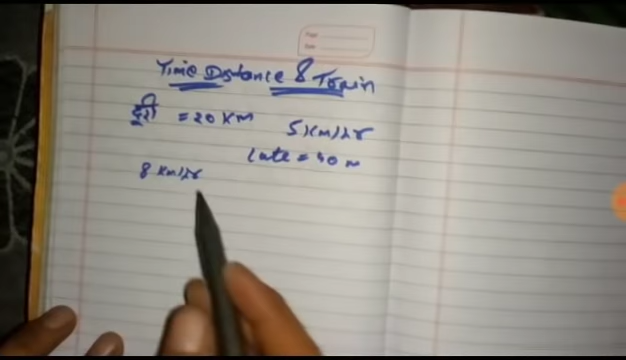 Time Distance & Train
दूरी = 20 KM
5 km/hr
Late = 40 m
8 km/hr